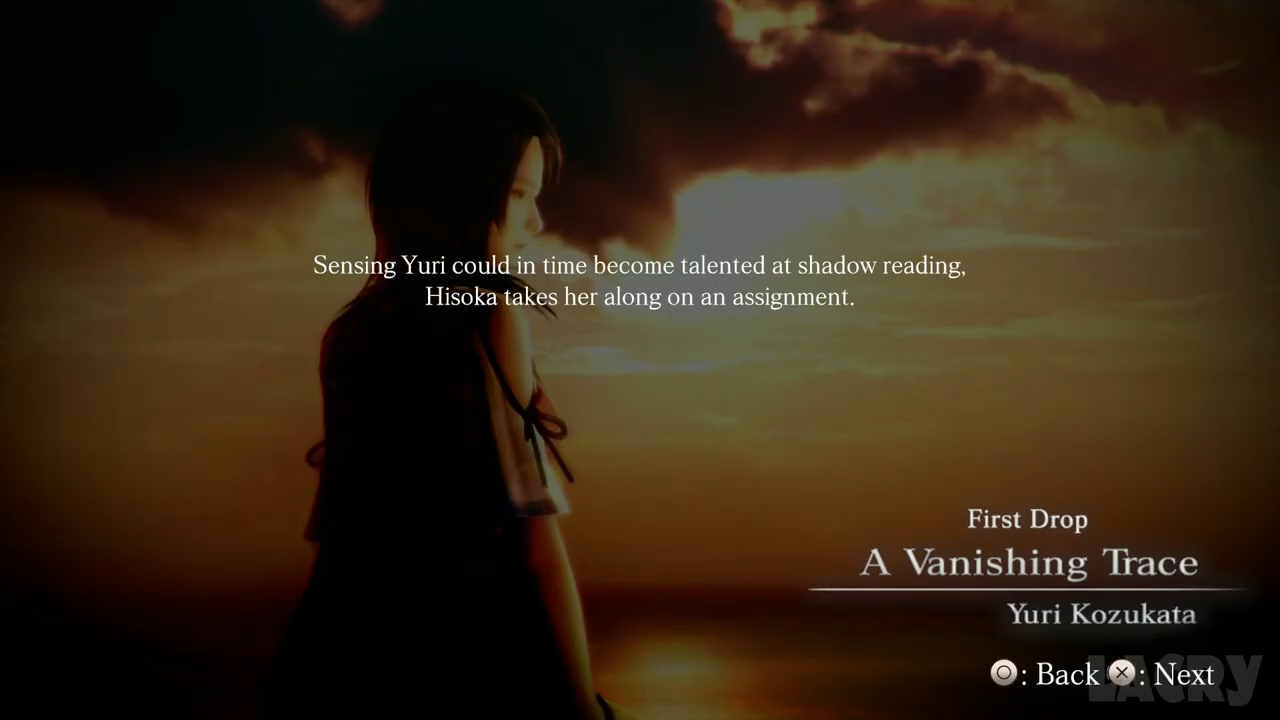 Sensing Yuri could in time become talented at shadow reading,
Hisoka takes her along on an assignment.
First Drop
A Vanishing Trace
Yuri Kozukata
: Back : Next
LACRY